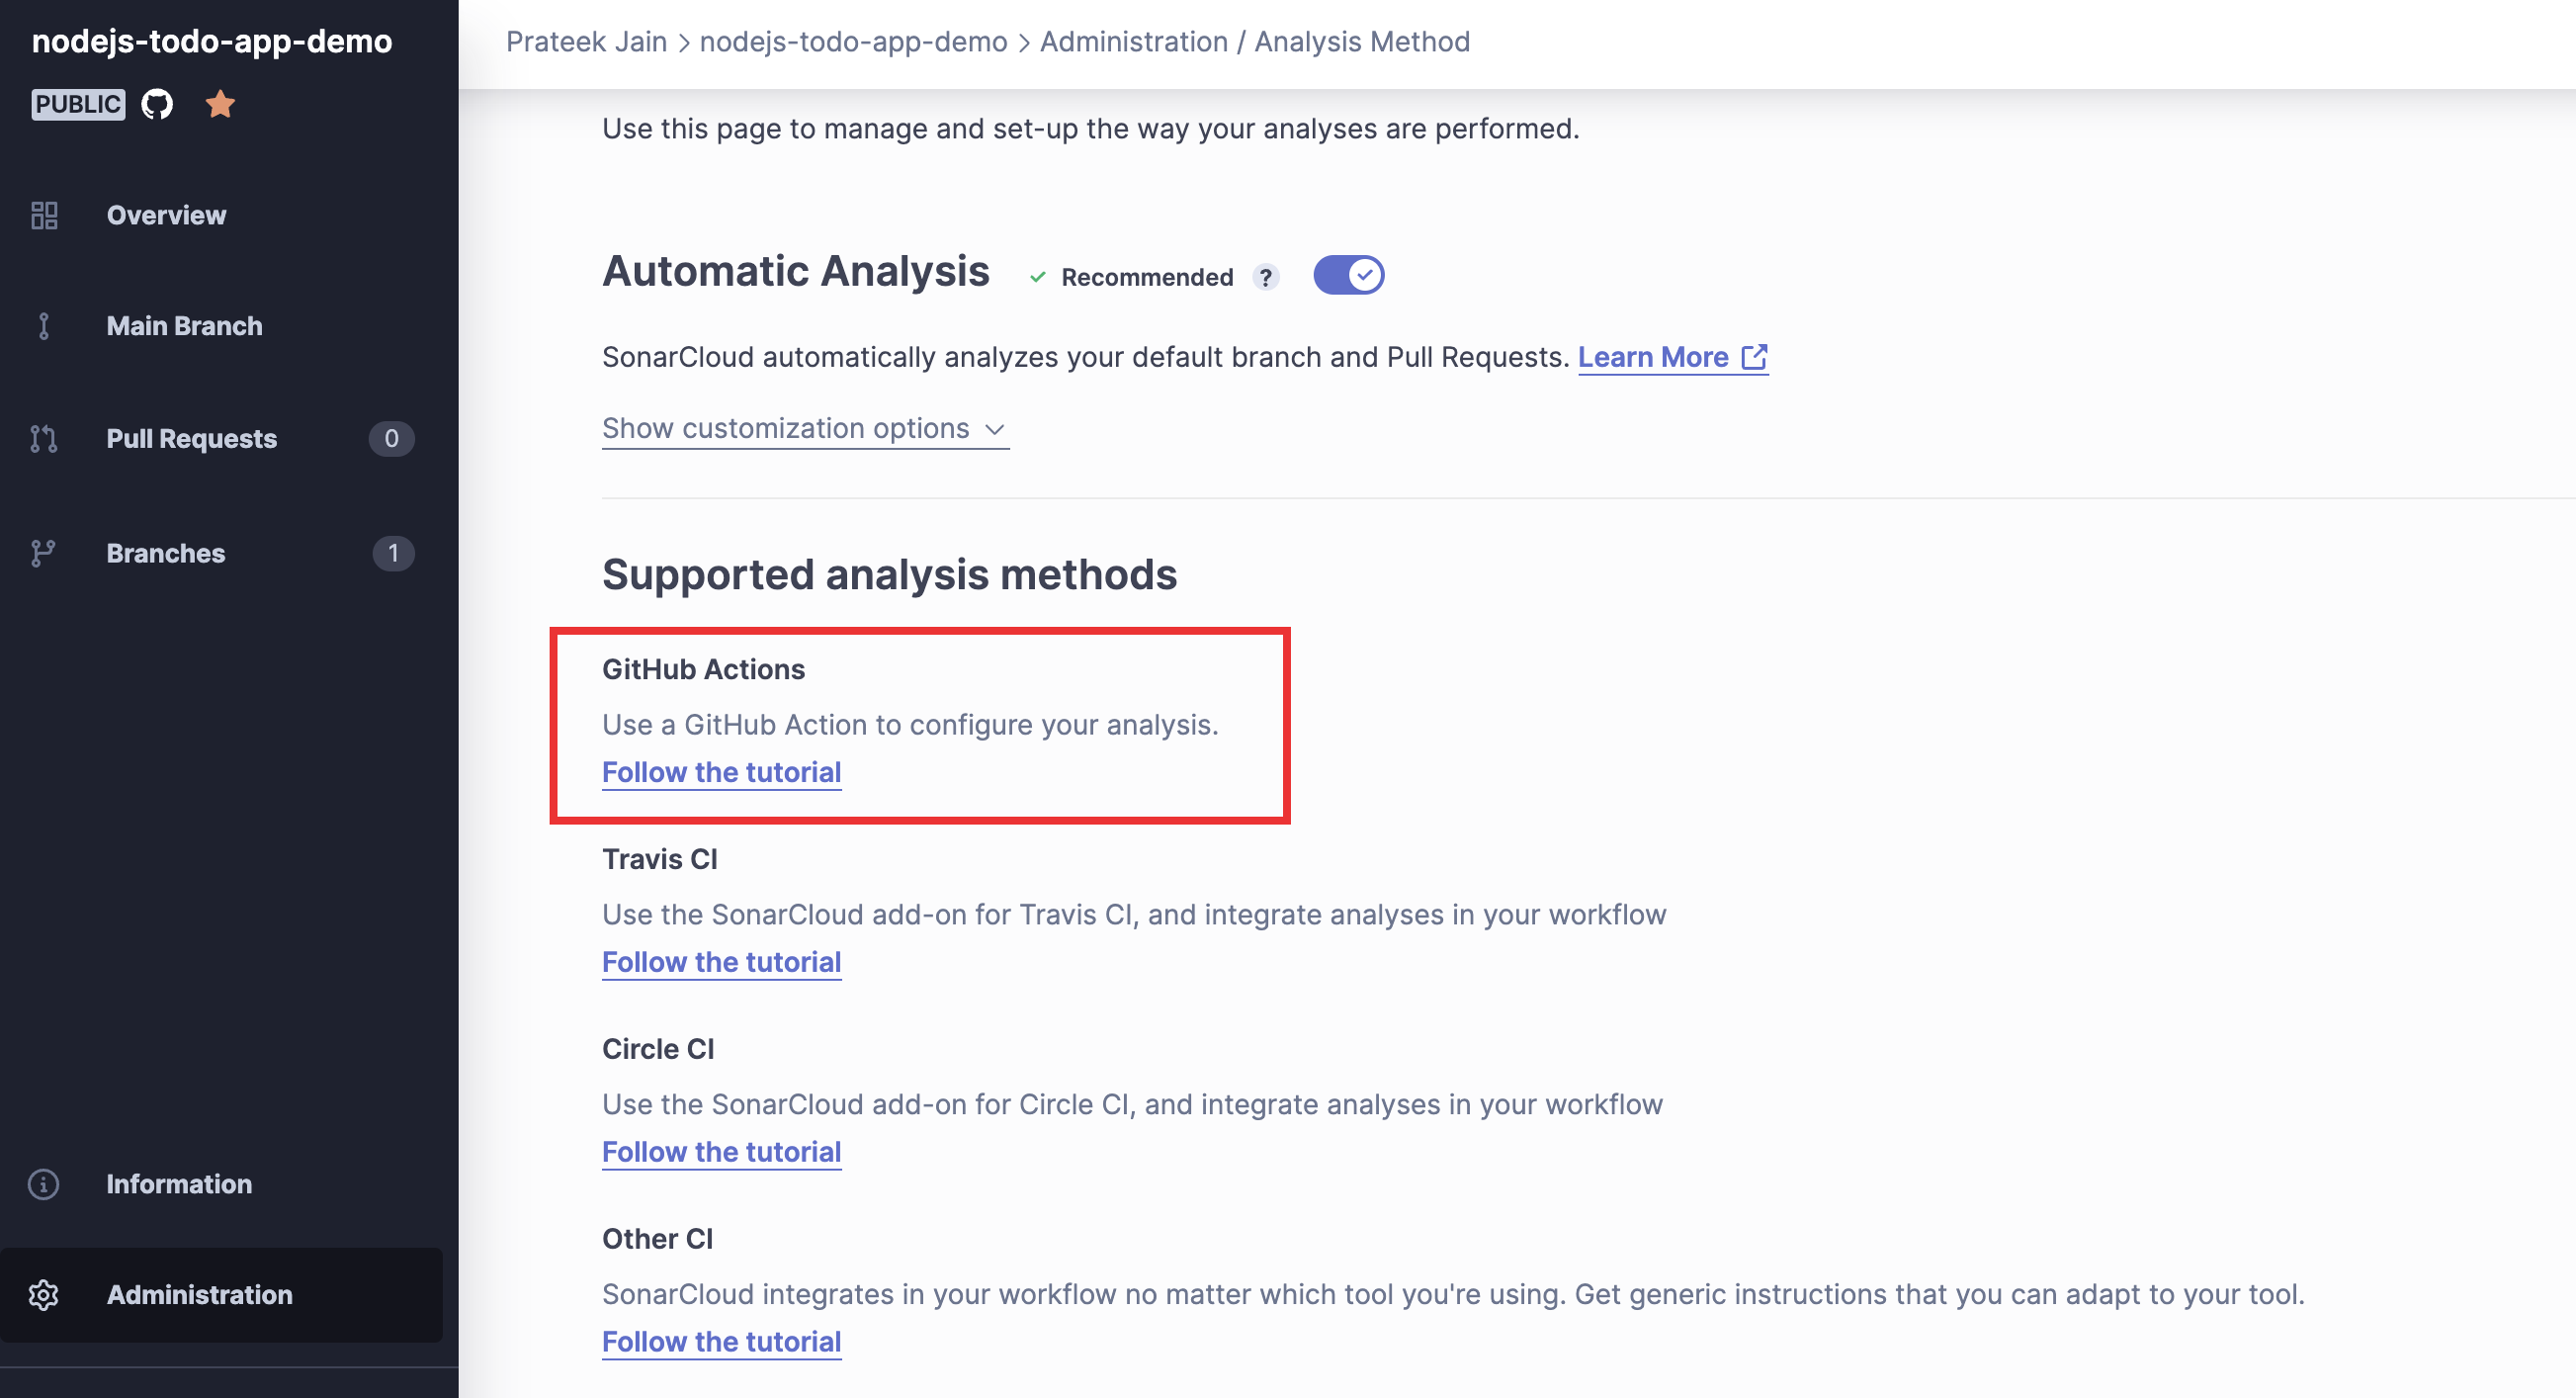 nodejs-todo-app-demo
PUBLIC
Overview
Main Branch
Pull Requests 0
Branches 1
Information
Administration
Prateek Jain > nodejs-todo-app-demo > Administration / Analysis Method
Use this page to manage and set-up the way your analyses are performed.
Automatic Analysis ✓ Recommended ?
SonarCloud automatically analyzes your default branch and Pull Requests. Learn More
Show customization options
Supported analysis methods
GitHub Actions
Use a GitHub Action to configure your analysis.
Follow the tutorial
Travis CI
Use the SonarCloud add-on for Travis CI, and integrate analyses in your workflow
Follow the tutorial
Circle CI
Use the SonarCloud add-on for Circle CI, and integrate analyses in your workflow
Follow the tutorial
Other CI
SonarCloud integrates in your workflow no matter which tool you're using. Get generic instructions that you can adapt to your tool.
Follow the tutorial